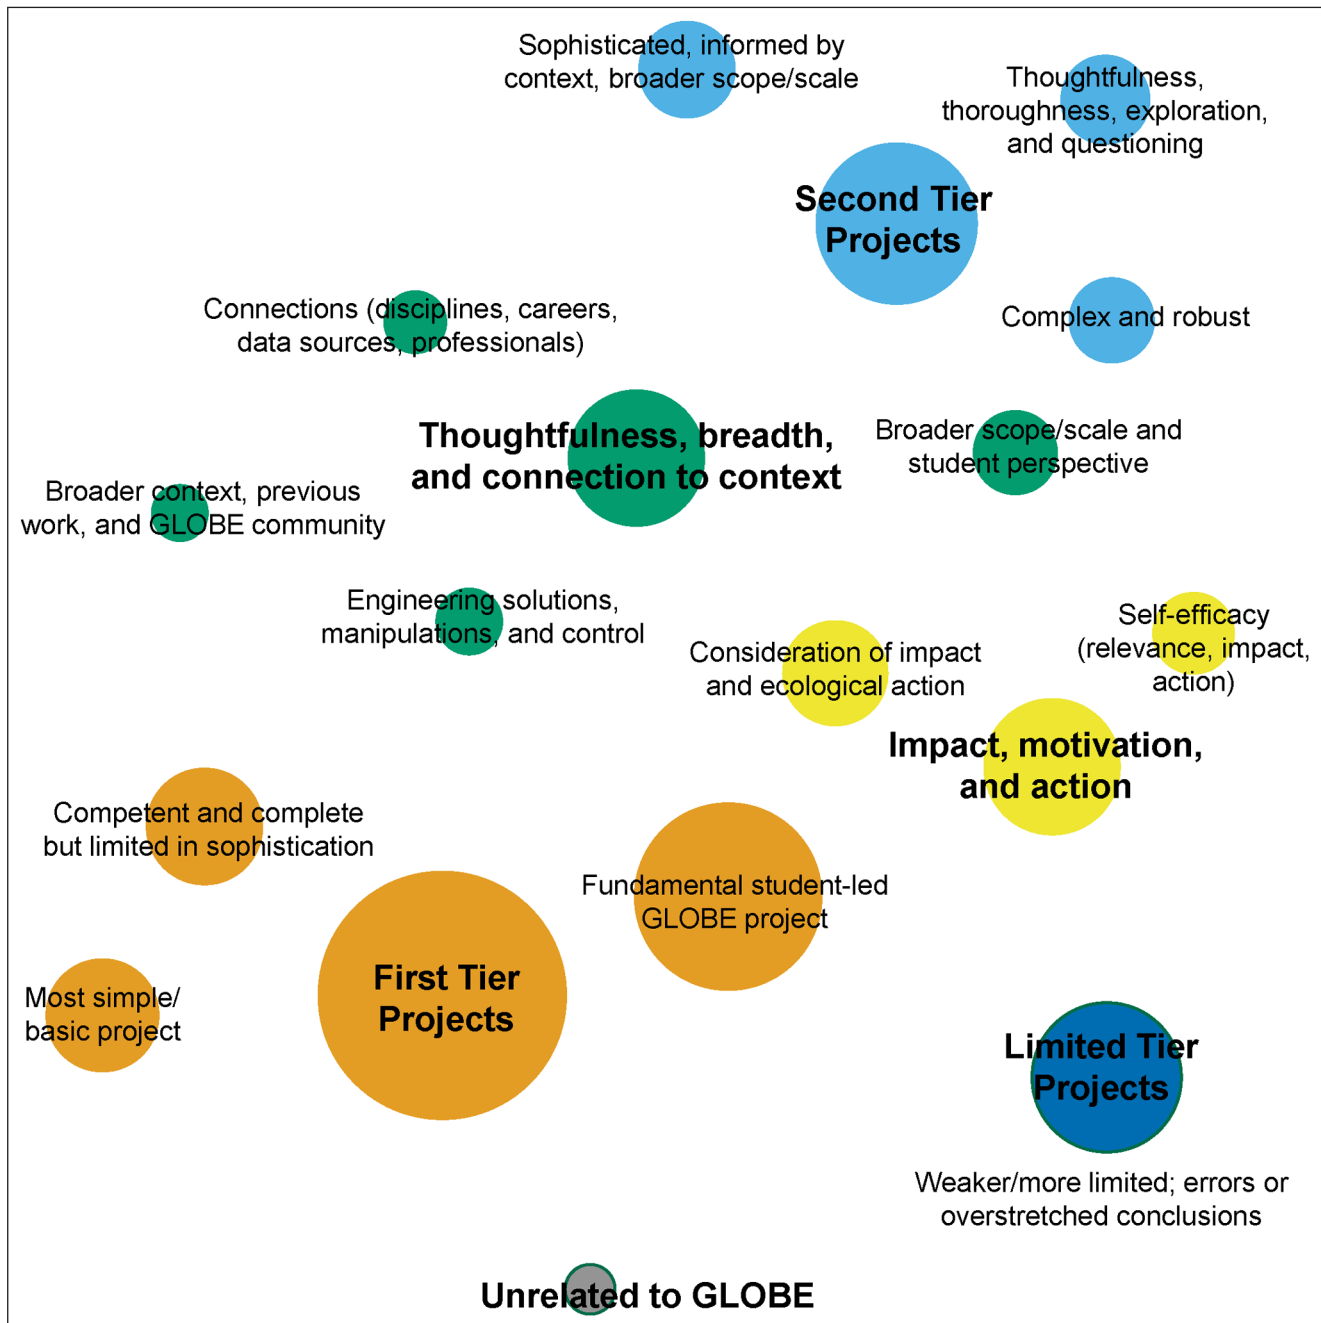 Sophisticated, informed by
context, broader scope/scale
Thoughtfulness,
thoroughness, exploration,
and questioning
Second Tier
Projects
Connections (disciplines, careers,
data sources, professionals)
Complex and robust
Thoughtfulness, breadth,
and connection to context
Broader scope/scale and
student perspective
Broader context, previous
work, and GLOBE community
Engineering solutions,
manipulations, and control
Consideration of impact
and ecological action
Self-efficacy
(relevance, impact,
action)
Impact, motivation,
and action
Competent and complete
but limited in sophistication
Fundamental student-led
GLOBE project
First Tier
Projects
Most simple/
basic project
Limited Tier
Projects
Weaker/more limited; errors or
overstretched conclusions
Unrelated to GLOBE